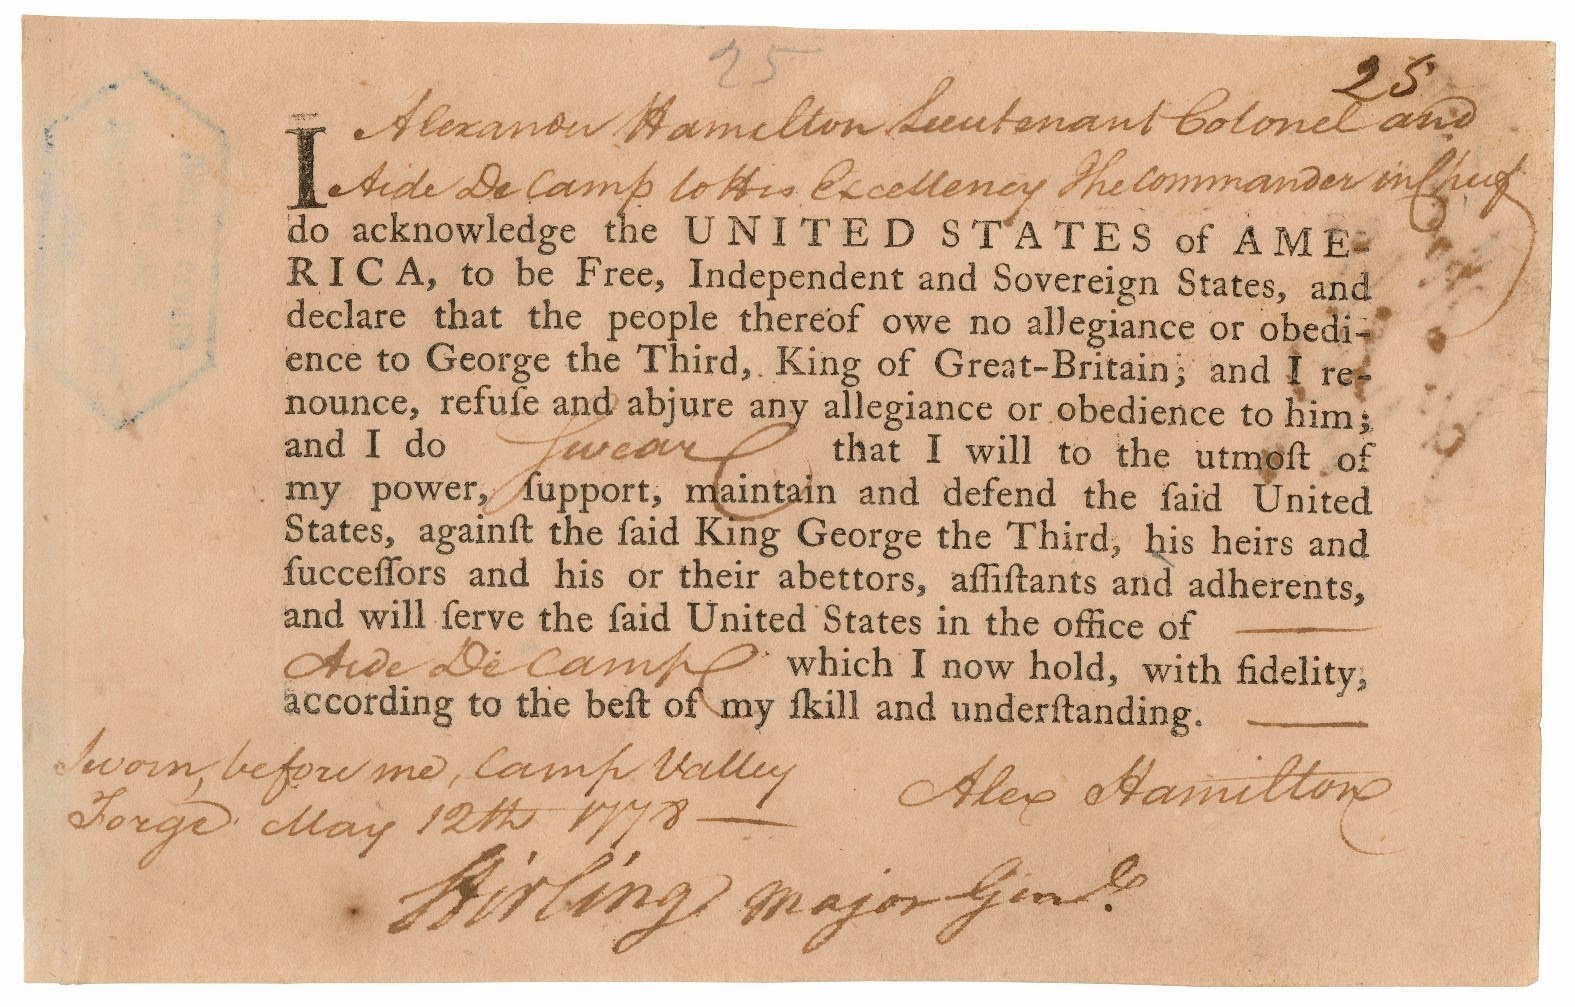 25
25
I Alexander Hamilton Lieutenant Colonel and
Aide De Camp to His Excellency The Commander in Cheif
do acknowledge the UNITED STATES of AME-
RICA, to be Free, Independent and Sovereign States, and
declare that the people thereof owe no allegiance or obedi-
ence to George the Third, King of Great-Britain; and I re-
nounce, refuſe and abjure any allegiance or obedience to him;
and I do Swear that I will to the utmoſt of
my power, ſupport, maintain and defend the ſaid United
States, againſt the ſaid King George the Third, his heirs and
ſucceſſors and his or their abettors, aſſiſtants and adherents,
and will ſerve the ſaid United States in the office of ——
Aide De Camp which I now hold, with fidelity,
according to the beſt of my ſkill and underſtanding. ——
Sworn, before me, Camp Valley
Forge May 12th 1778 —
Alex Hamilton
Stirling, Major Genl.